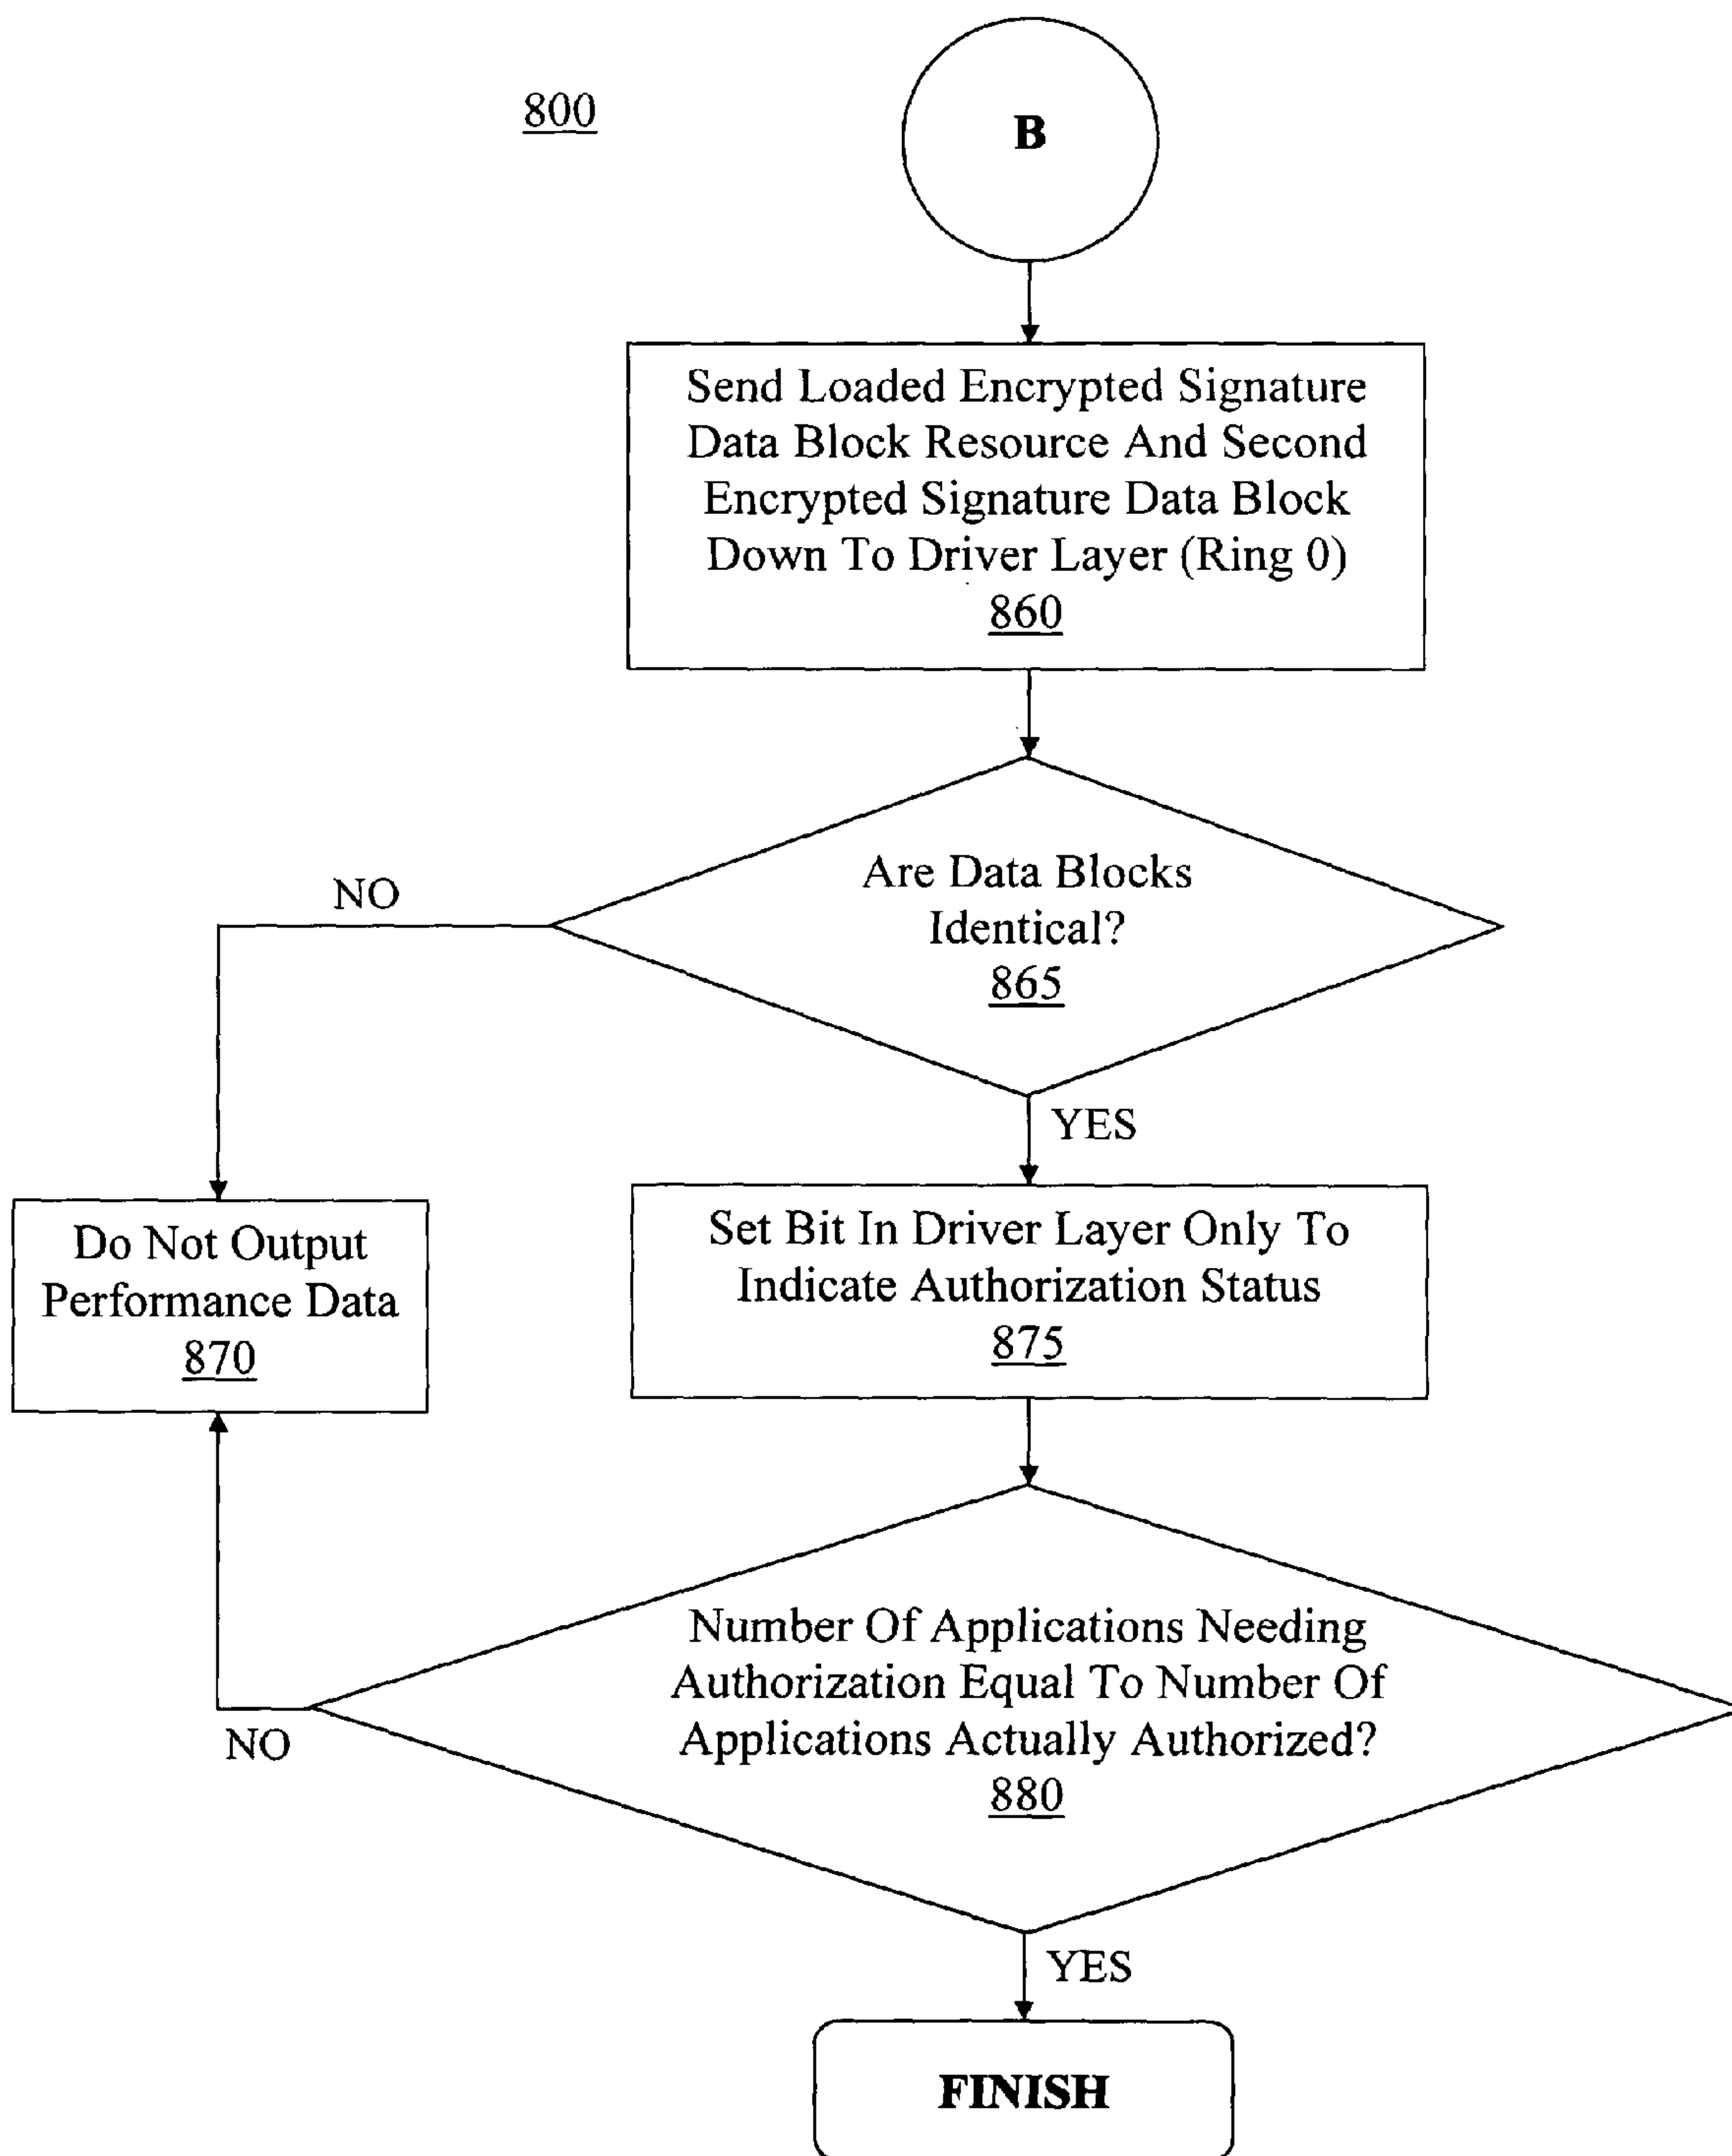 800
B
Send Loaded Encrypted Signature
Data Block Resource And Second
Encrypted Signature Data Block
Down To Driver Layer (Ring 0)
860
Are Data Blocks
Identical?
865
NO
YES
Do Not Output
Performance Data
870
Set Bit In Driver Layer Only To
Indicate Authorization Status
875
Number Of Applications Needing
Authorization Equal To Number Of
Applications Actually Authorized?
880
NO
YES
FINISH